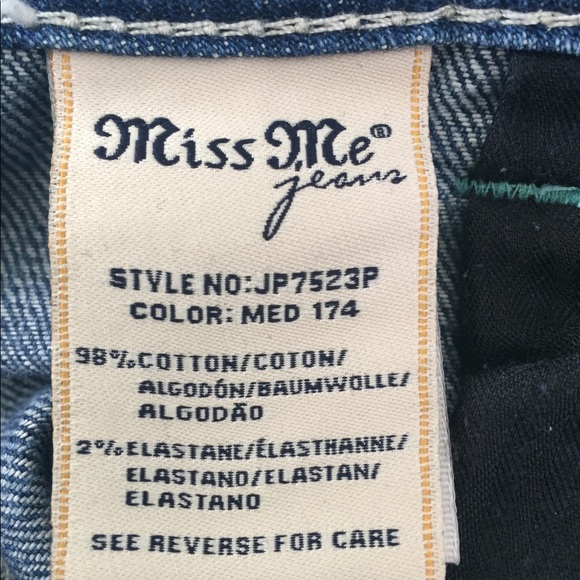 Miss Me®
jeans
STYLE NO:JP7523P
COLOR: MED 174
98%COTTON/COTON/
ALGODÓN/BAUMWOLLE/
ALGODÃO
2%ELASTANE/ÉLASTHANNE/
ELASTANO/ELASTAN/
ELASTANO
SEE REVERSE FOR CARE